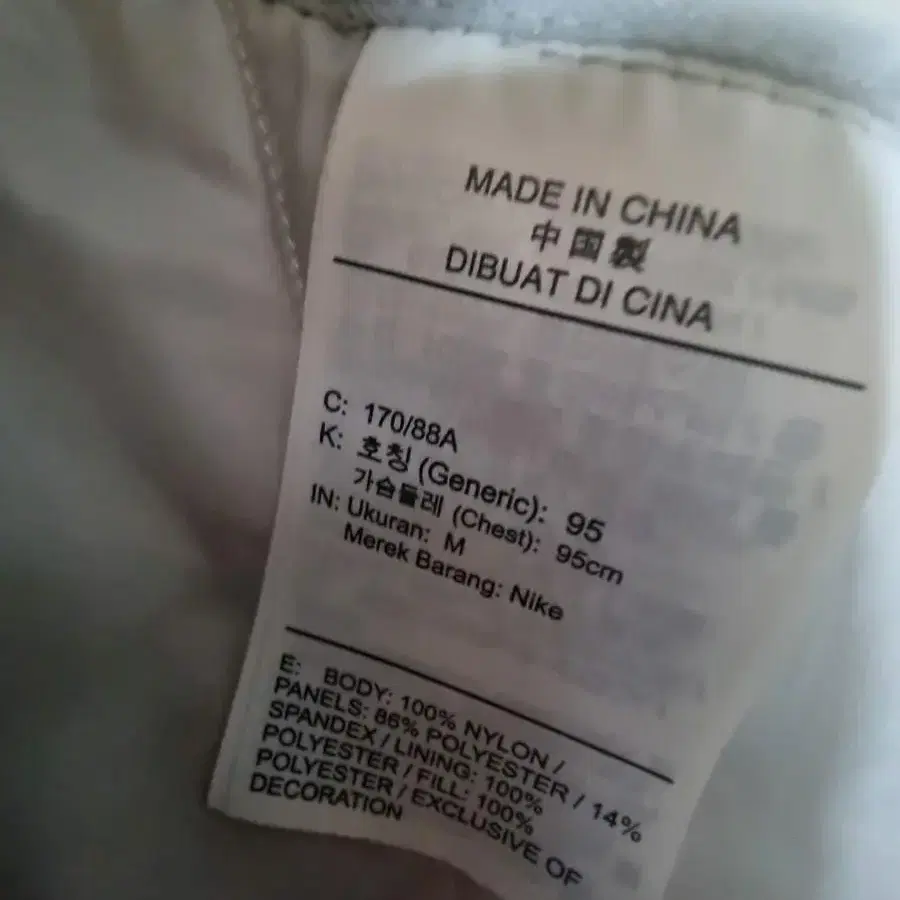 MADE IN CHINA
中国製
DIBUAT DI CINA
C: 170/88A
K: 호칭 (Generic): 95
가슴둘레 (Chest): 95cm
IN: Ukuran: M
Merek Barang: Nike
E: BODY: 100% NYLON /
PANELS: 86% POLYESTER / 14%
SPANDEX / LINING: 100%
POLYESTER / FILL: 100%
POLYESTER / EXCLUSIVE OF
DECORATION